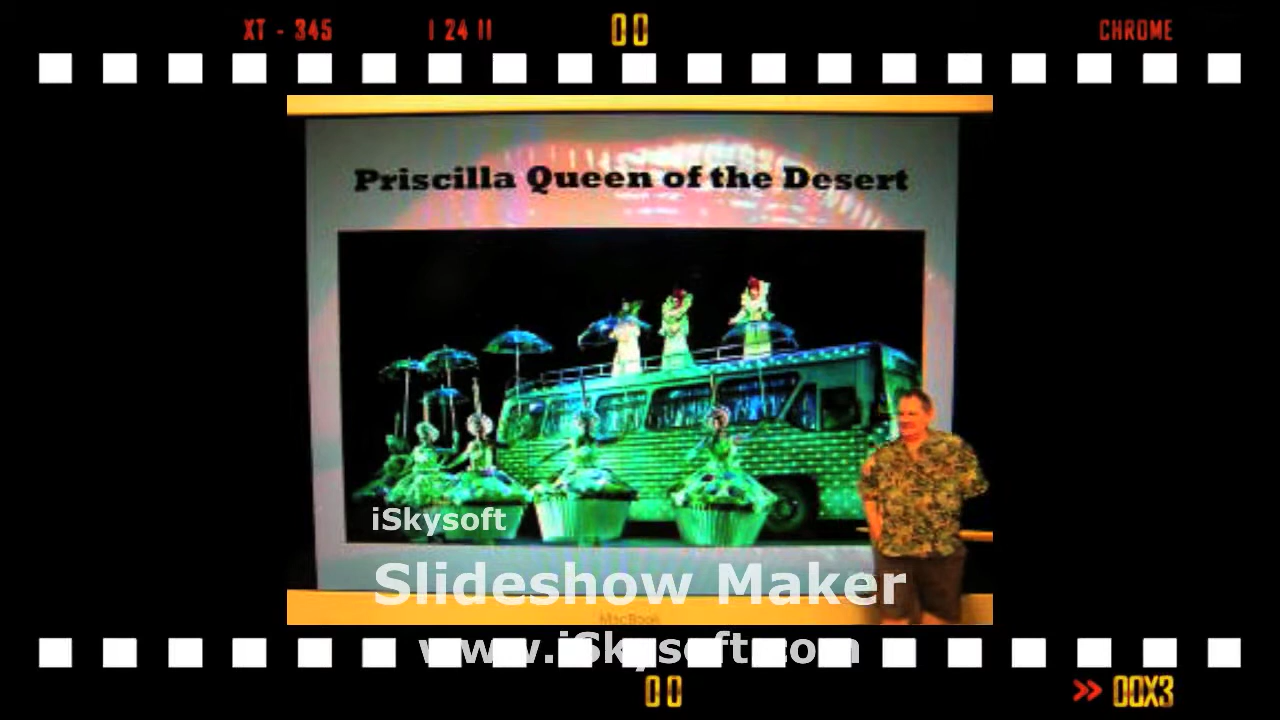 XT - 345 I 24 II 00 CHROME
Priscilla Queen of the Desert
iSkysoft
Slideshow Maker
MacBook
www.iSkysoft.com
00 >> 00X3